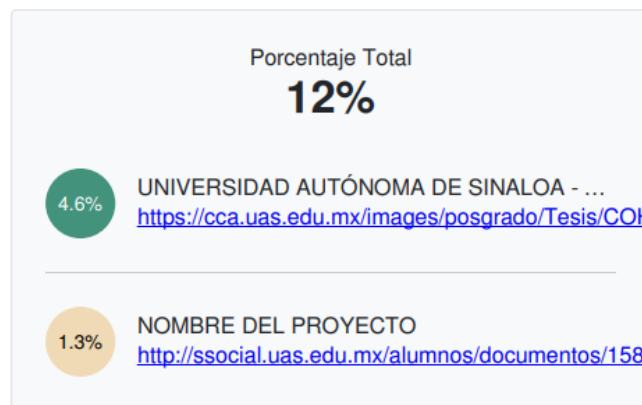 Porcentaje Total
12%
4.6%
UNIVERSIDAD AUTÓNOMA DE SINALOA - ...
https://cca.uas.edu.mx/images/posgrado/Tesis/COH
1.3%
NOMBRE DEL PROYECTO
http://ssocial.uas.edu.mx/alumnos/documentos/158